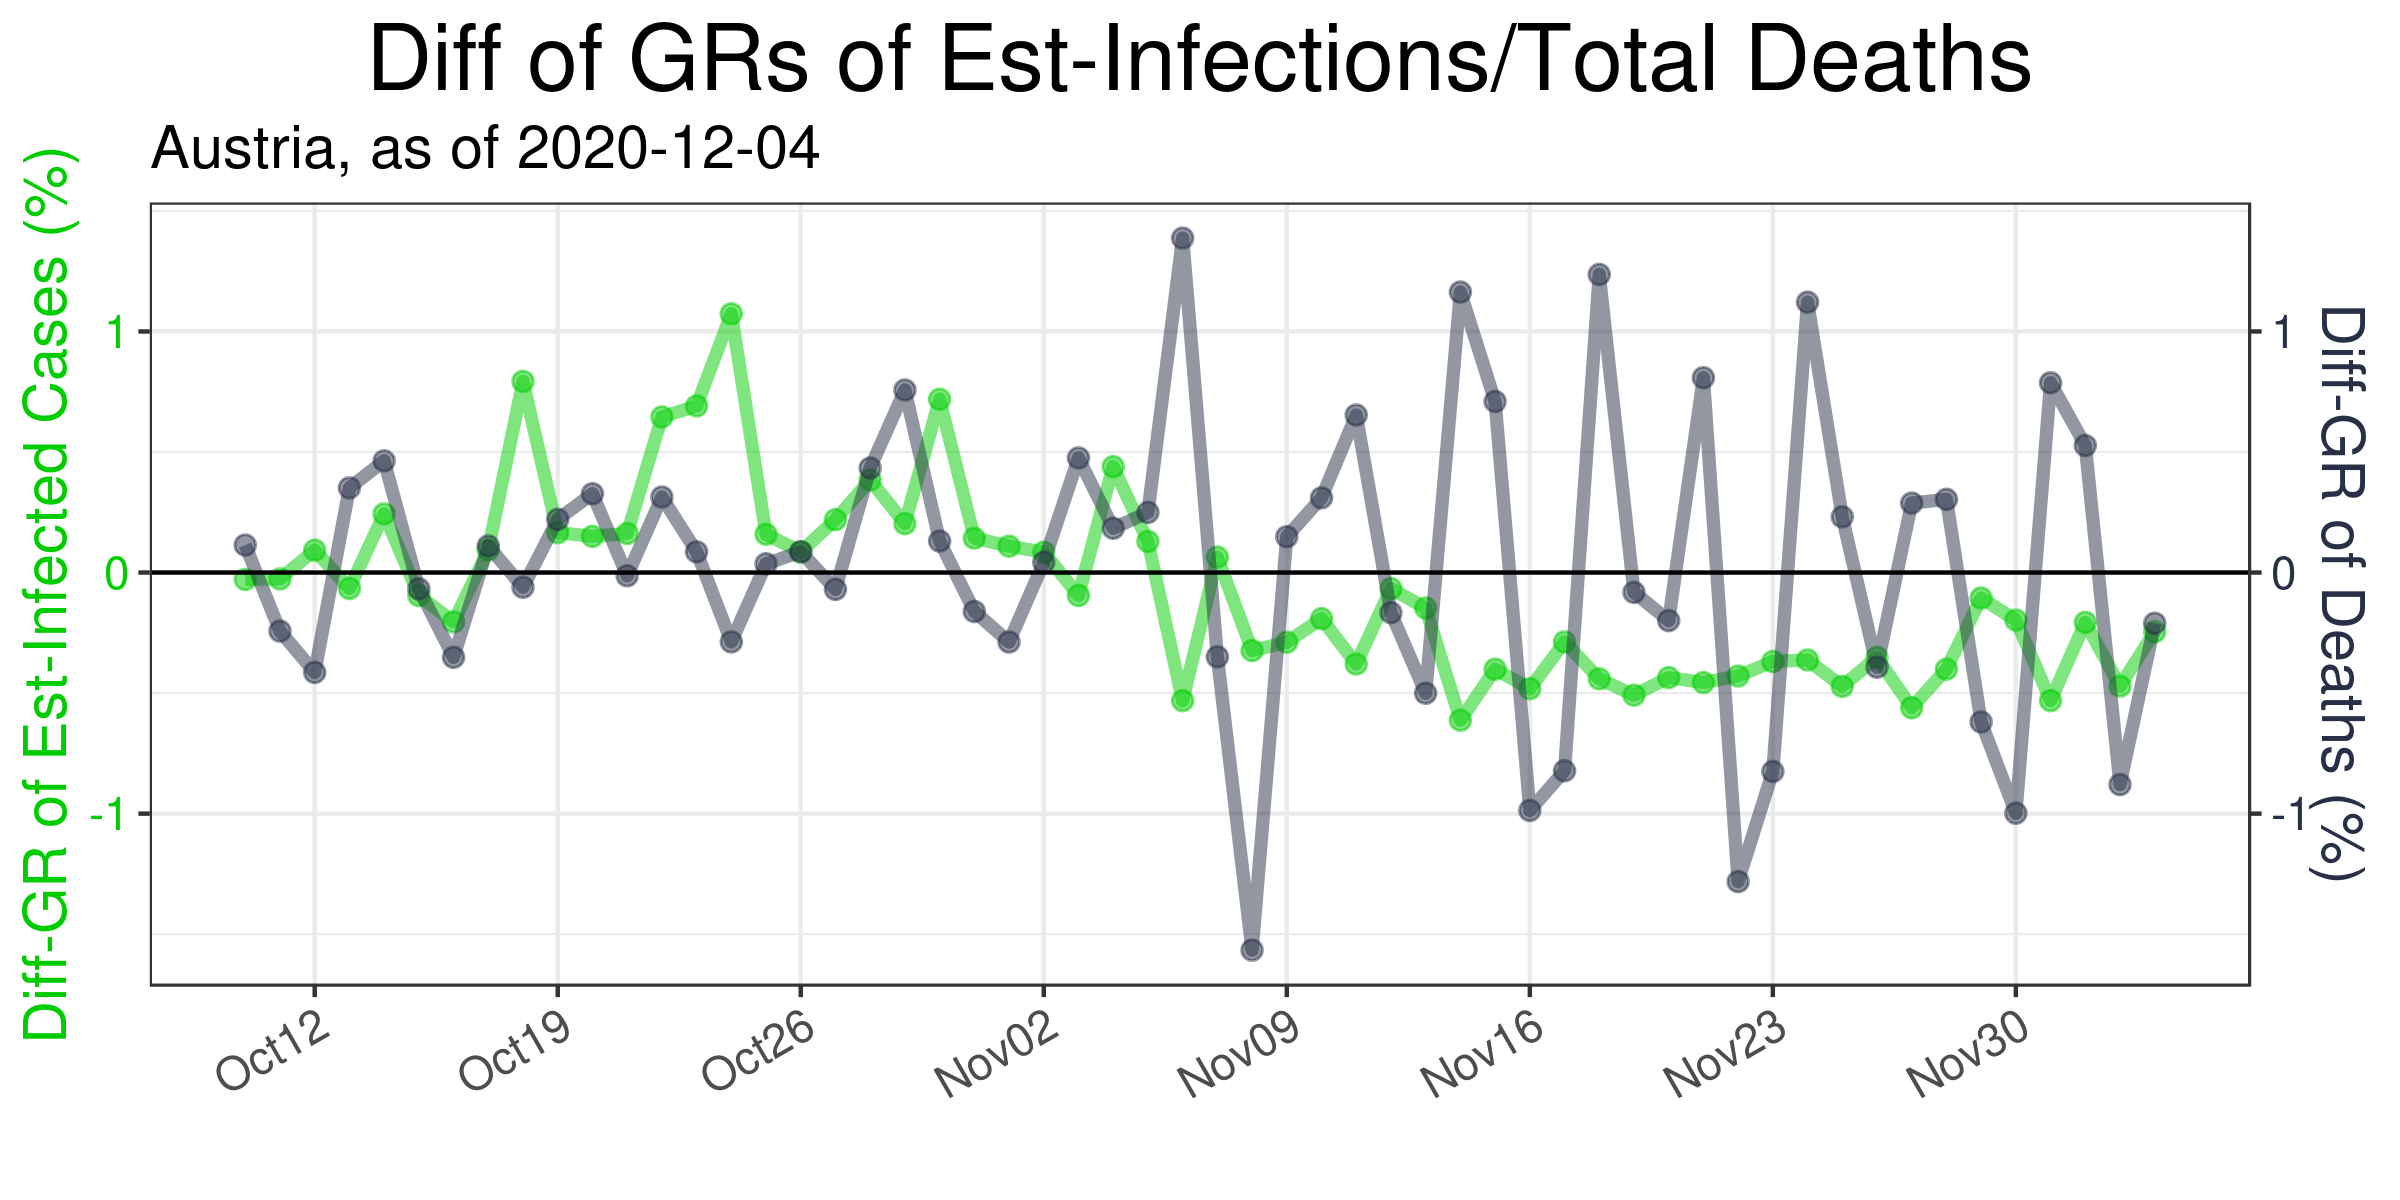 Diff of GRs of Est-Infections/Total Deaths
Austria, as of 2020-12-04
Diff-GR of Est-Infected Cases (%)
1
0
-1
1
0
-1
Diff-GR of Deaths (%)
Oct12
Oct19
Oct26
Nov02
Nov09
Nov16
Nov23
Nov30